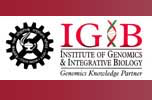 IGIB
INSTITUTE OF GENOMICS
& INTEGRATIVE BIOLOGY
Genomics Knowledge Partner